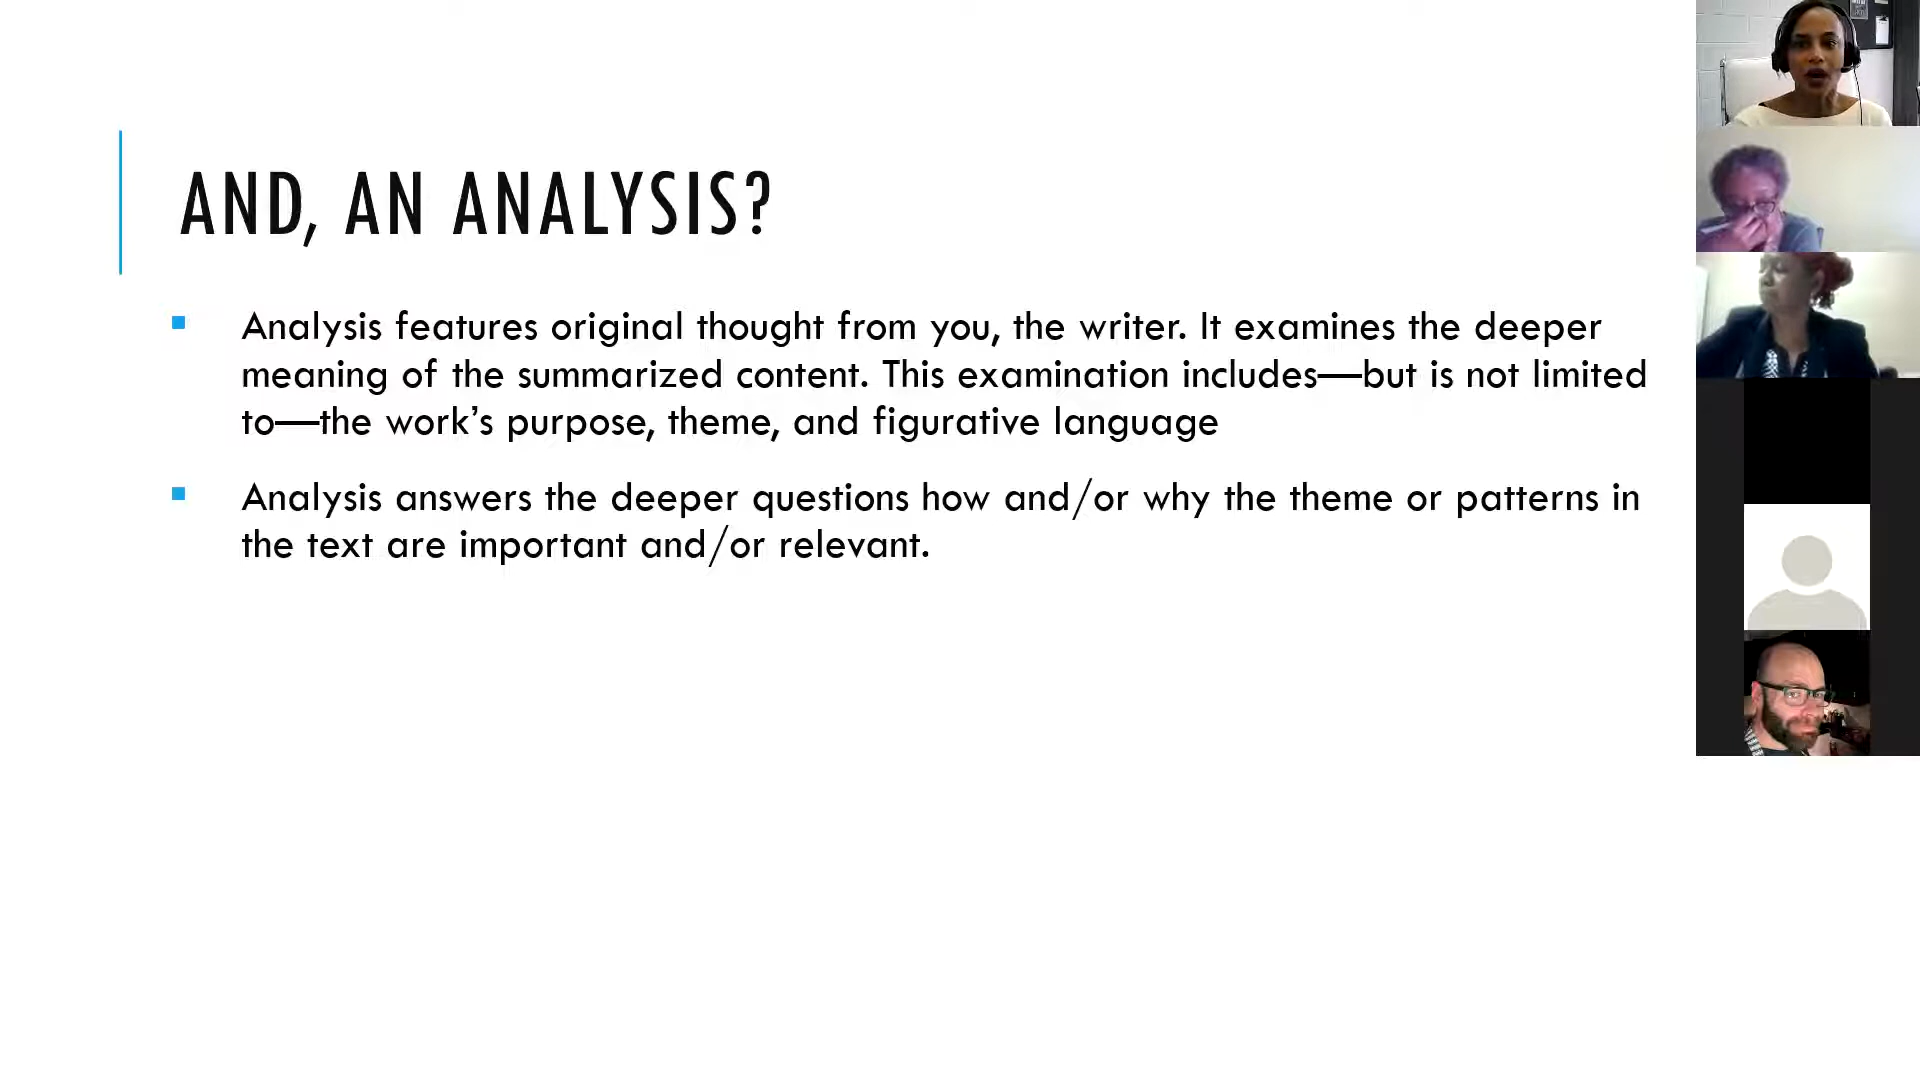 AND, AN ANALYSIS?
Analysis features original thought from you, the writer. It examines the deeper
meaning of the summarized content. This examination includes—but is not limited
to—the work’s purpose, theme, and figurative language
Analysis answers the deeper questions how and/or why the theme or patterns in
the text are important and/or relevant.